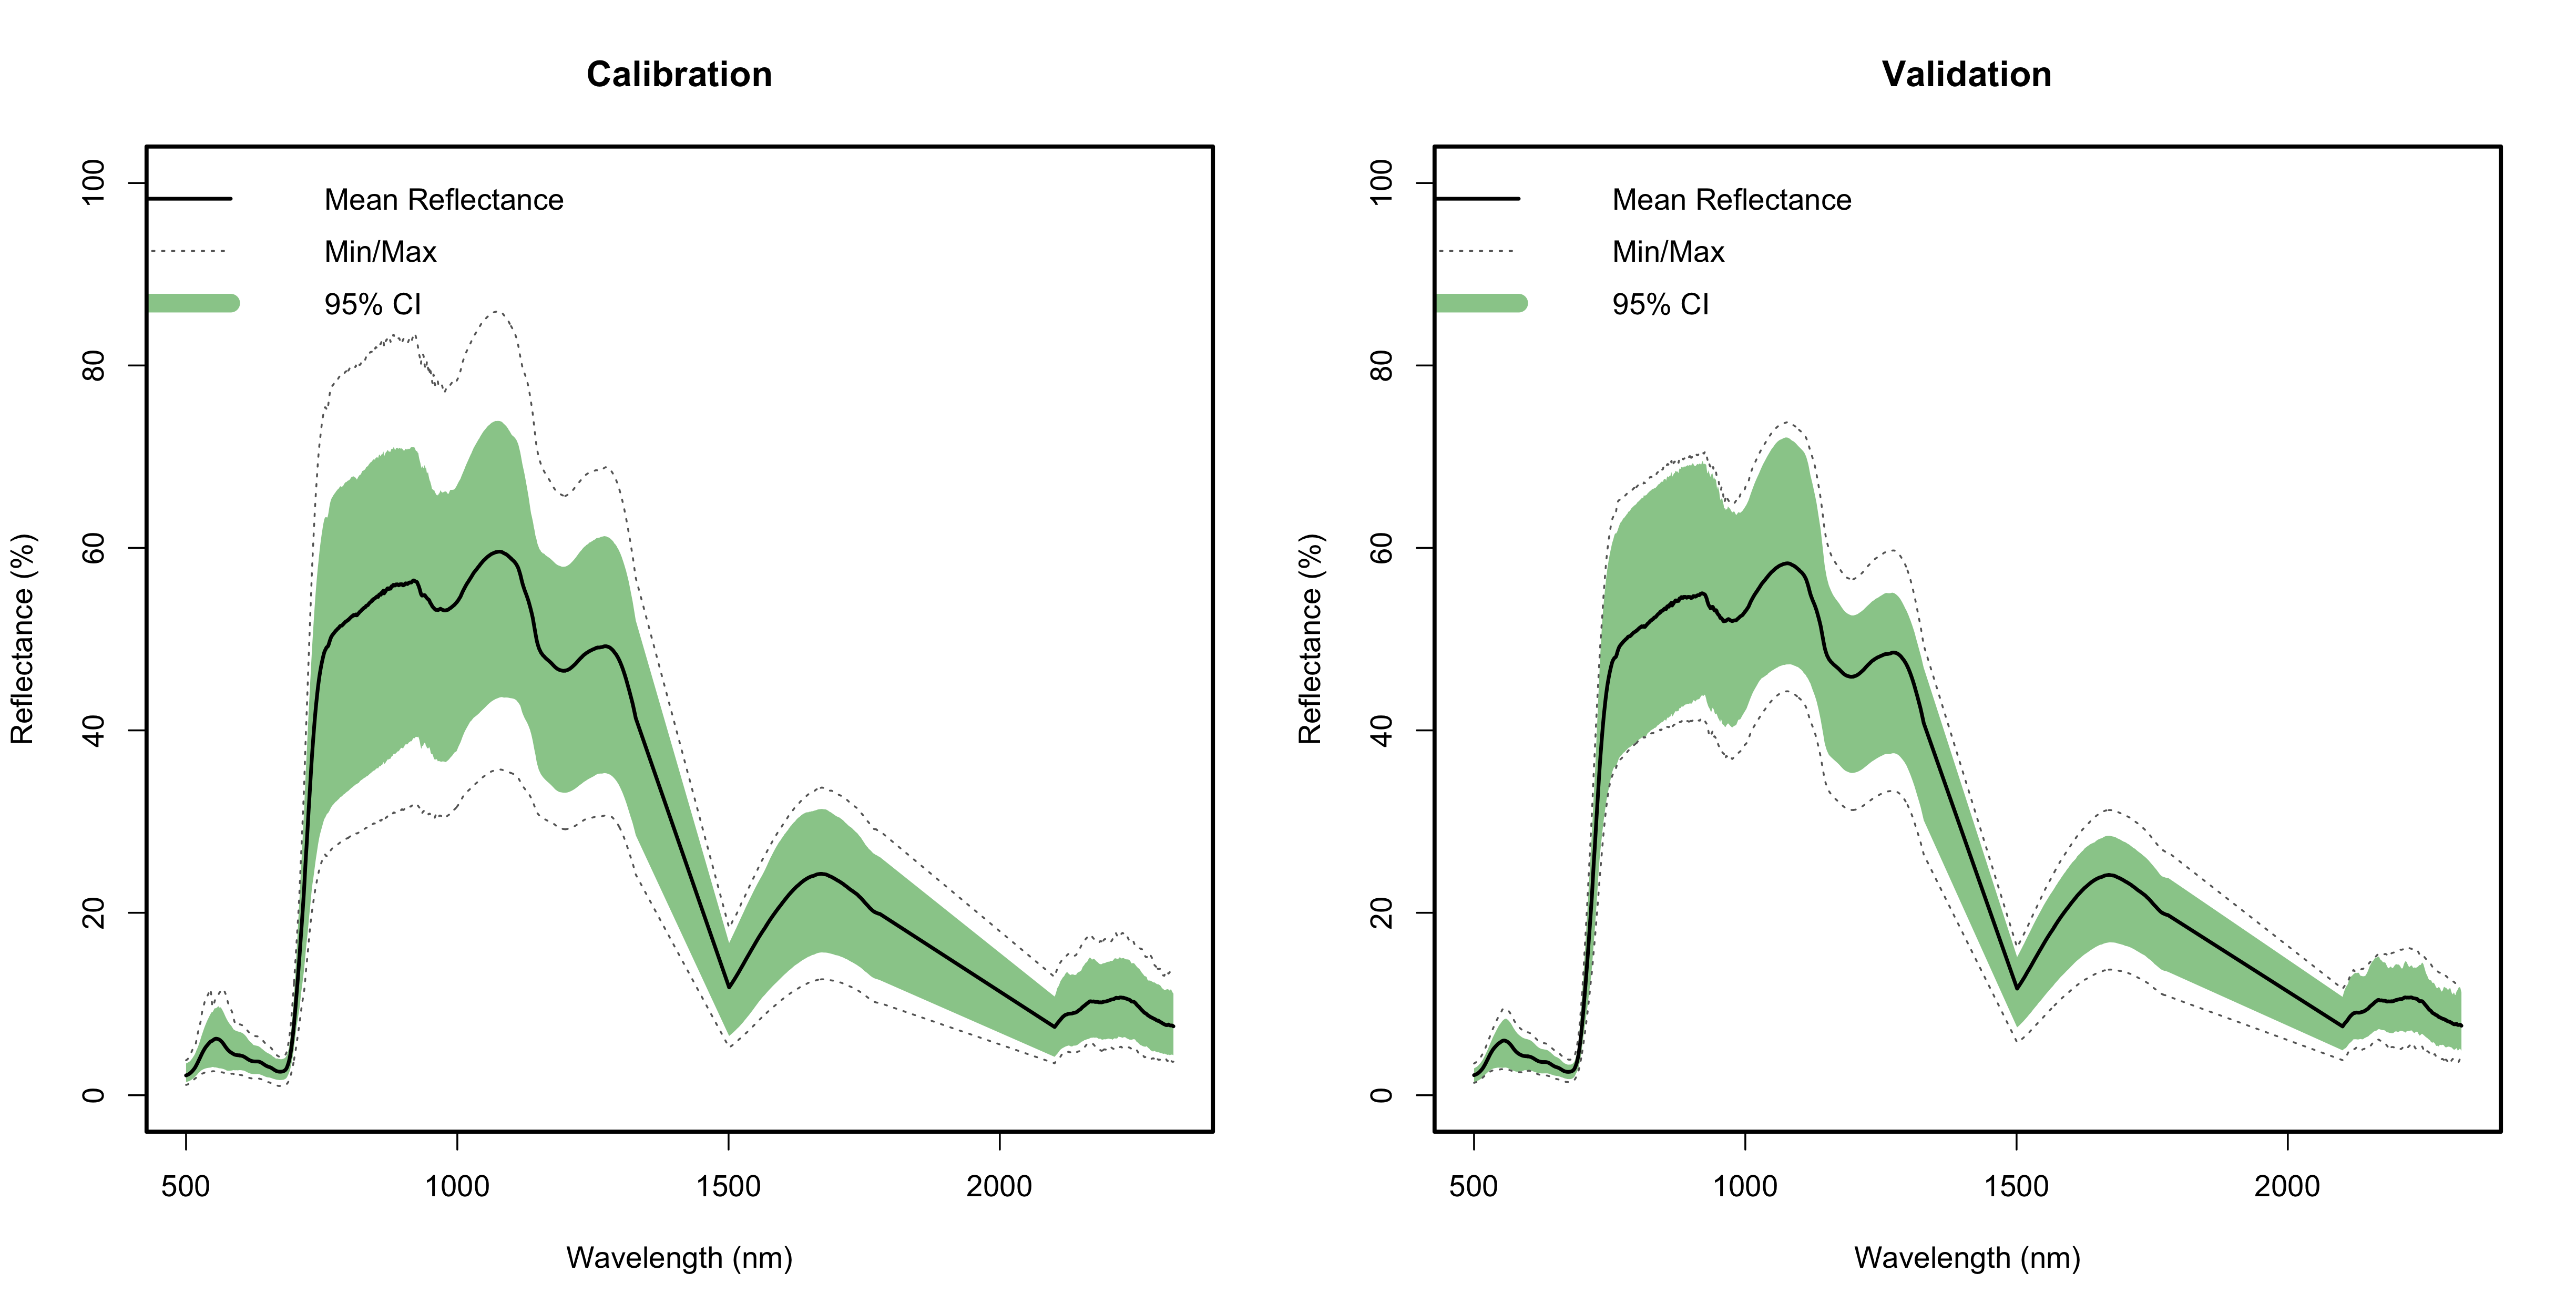 Calibration
Reflectance (%)
100
80
60
40
20
0
Mean Reflectance
Min/Max
95% CI
500 1000 1500 2000
Wavelength (nm)
Validation
Reflectance (%)
100
80
60
40
20
0
Mean Reflectance
Min/Max
95% CI
500 1000 1500 2000
Wavelength (nm)